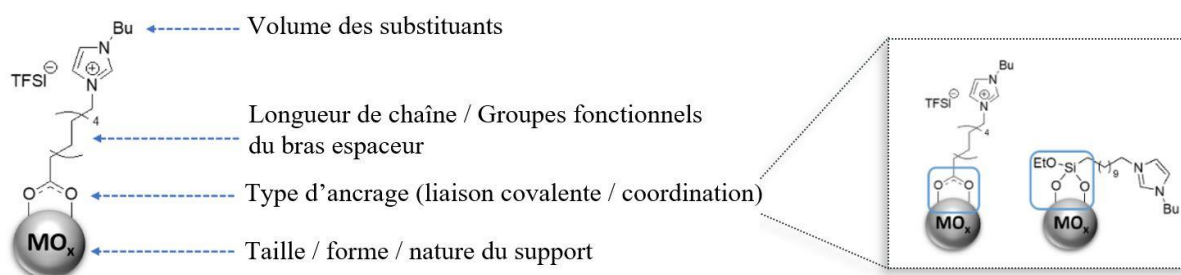 Bu
Volume des substituants
N
⊕
N
TFSI⊖
4
Longueur de chaîne / Groupes fonctionnels
du bras espaceur
O O
Type d’ancrage (liaison covalente / coordination)
MOx
Taille / forme / nature du support
Bu
N
⊕
N
TFSI⊖
4
O O
MOx
EtO Si
9
N
N
Bu
O O
MOx